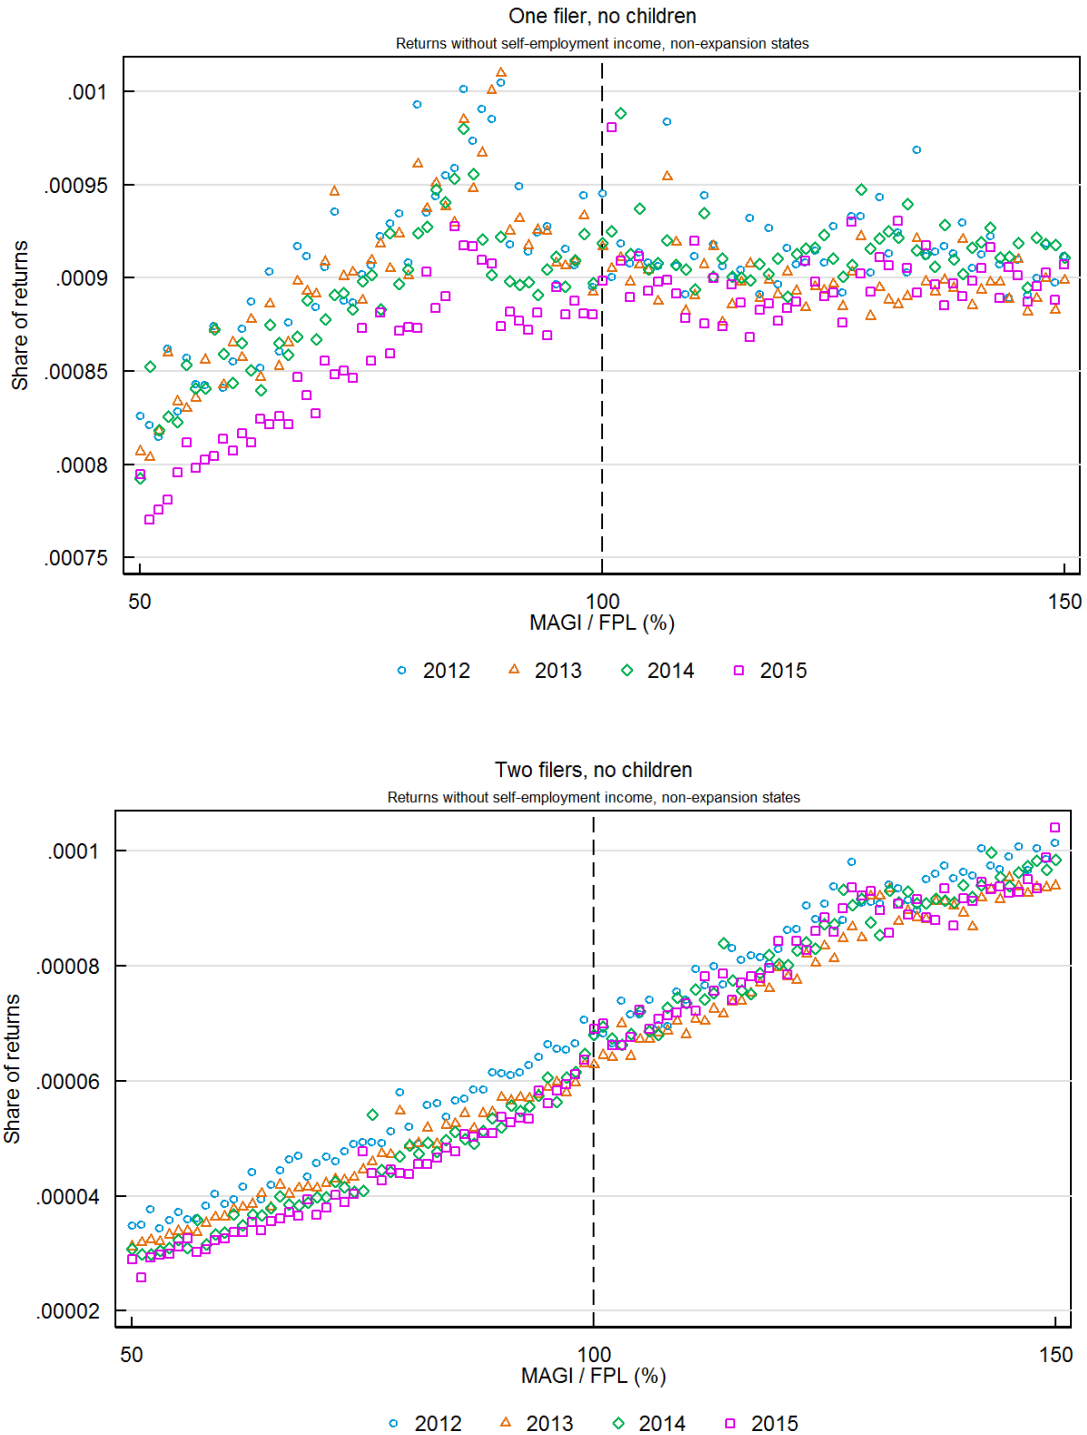 One filer, no children
Returns without self-employment income, non-expansion states
Share of returns
.001
.00095
.0009
.00085
.0008
.00075
50 100 150
MAGI / FPL (%)
2012 2013 2014 2015
Two filers, no children
Returns without self-employment income, non-expansion states
Share of returns
.0001
.00008
.00006
.00004
.00002
50 100 150
MAGI / FPL (%)
2012 2013 2014 2015